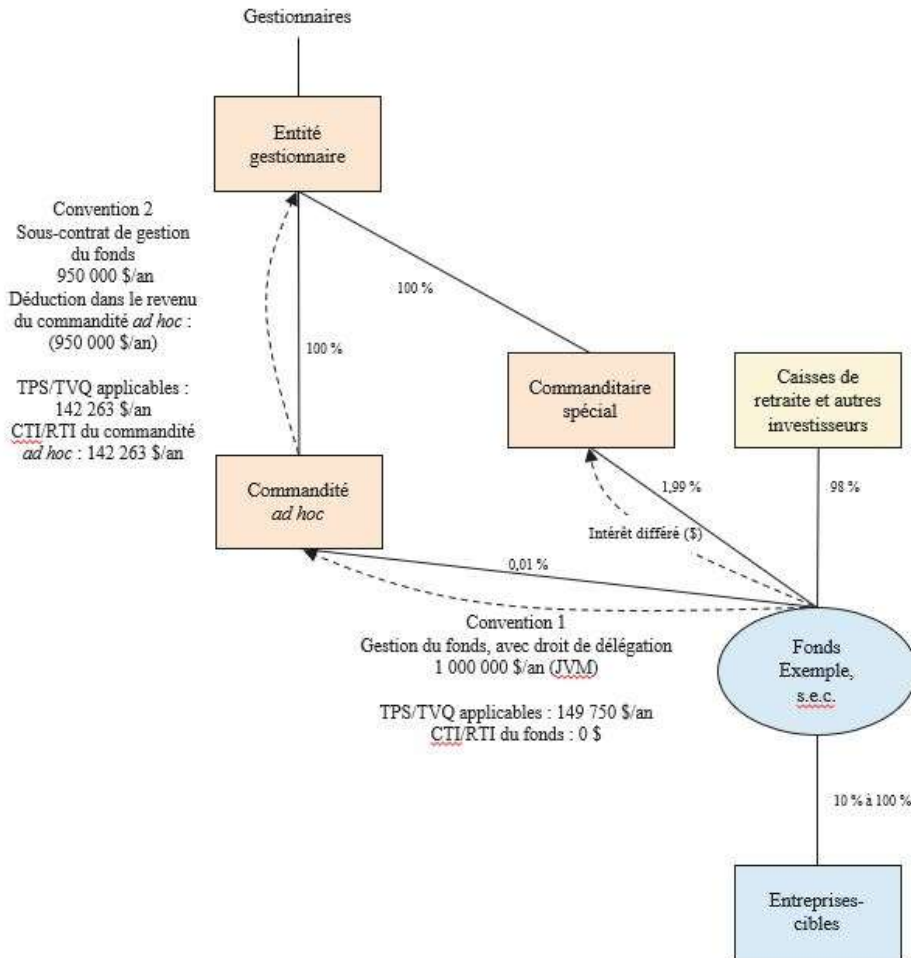 Gestionnaires
Entité
gestionnaire
Convention 2
Sous-contrat de gestion
du fonds
950 000 $/an
Déduction dans le revenu
du commandité ad hoc :
(950 000 $/an)
TPS/TVQ applicables :
142 263 $/an
CTI/RTI du commandité
ad hoc : 142 263 $/an
100 %
100 %
Commanditaire
spécial
Caisses de
retraite et autres
investisseurs
Commandité
ad hoc
1,99 %
98 %
Intérêt différé ($)
0,01 %
Convention 1
Gestion du fonds, avec droit de délégation
1 000 000 $/an (JVM)
TPS/TVQ applicables : 149 750 $/an
CTI/RTI du fonds : 0 $
Fonds
Exemple,
s.e.c.
10 % à 100 %
Entreprises-
cibles